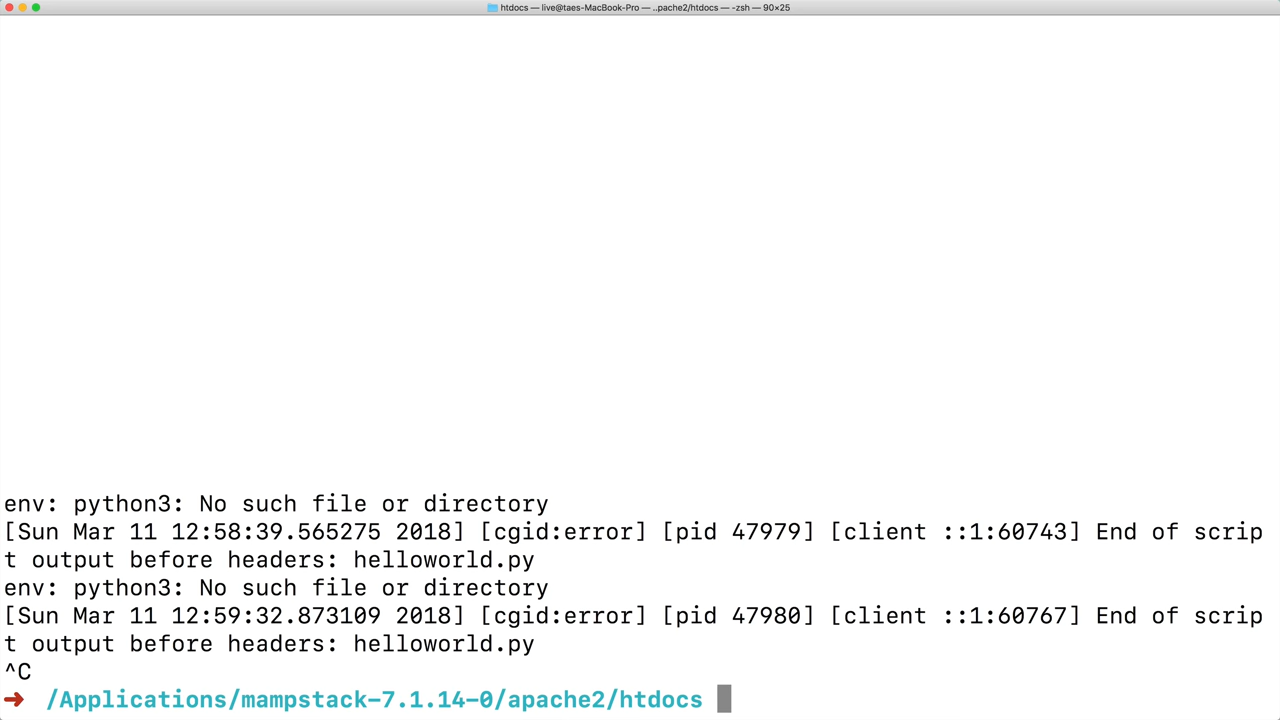 htdocs — live@taes-MacBook-Pro — ..pache2/htdocs — -zsh — 90×25
env: python3: No such file or directory
[Sun Mar 11 12:58:39.565275 2018] [cgid:error] [pid 47979] [client ::1:60743] End of scrip
t output before headers: helloworld.py
env: python3: No such file or directory
[Sun Mar 11 12:59:32.873109 2018] [cgid:error] [pid 47980] [client ::1:60767] End of scrip
t output before headers: helloworld.py
^C
➜ /Applications/mampstack-7.1.14-0/apache2/htdocs